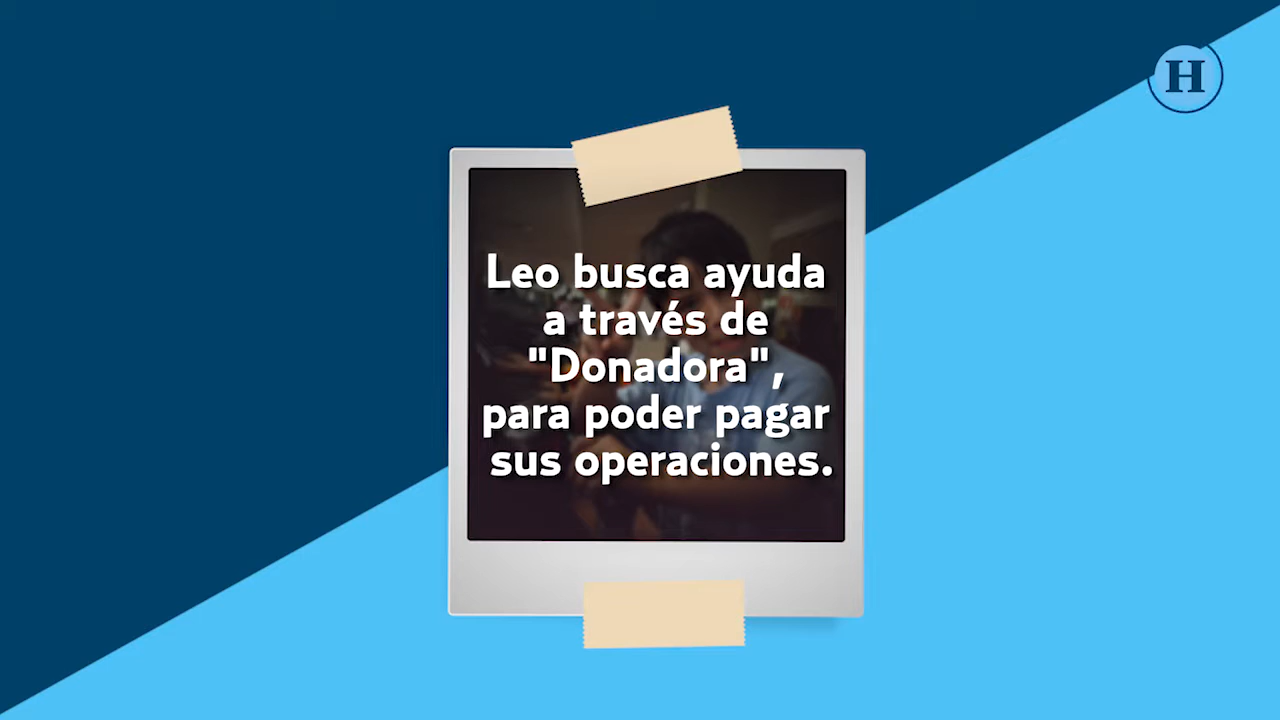 H
Leo busca ayuda
a través de
"Donadora",
para poder pagar
sus operaciones.